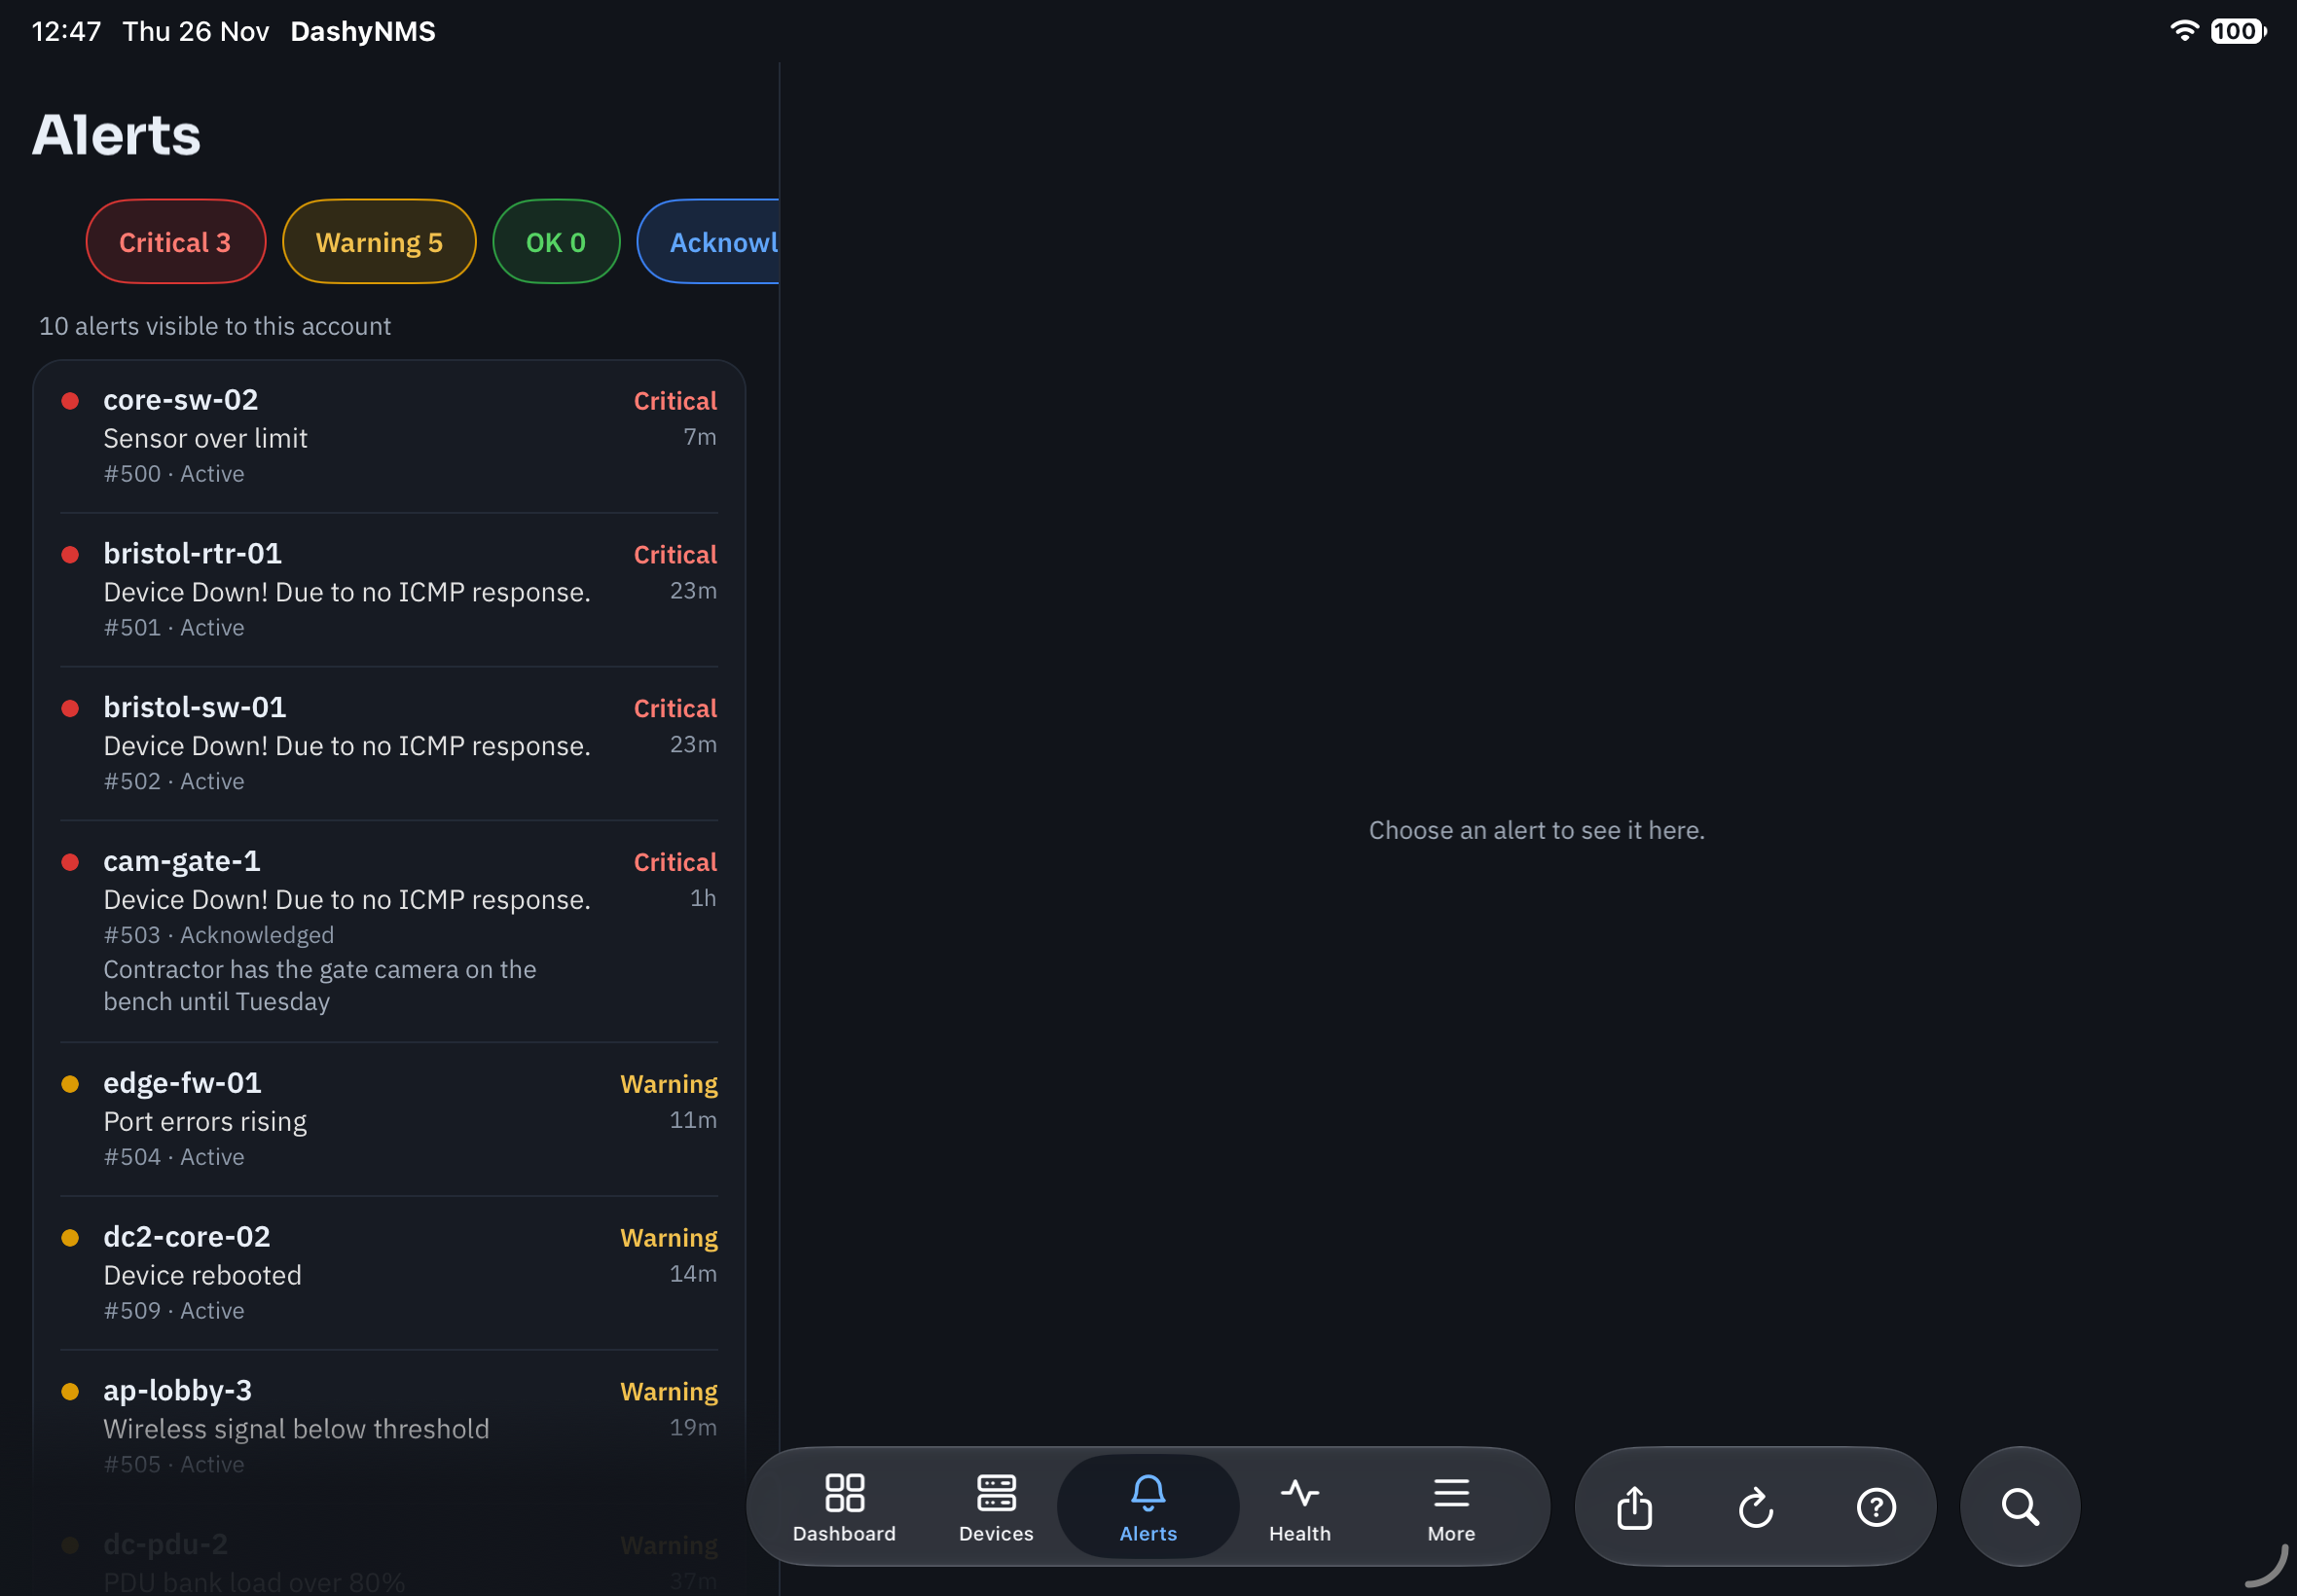 12:47 Thu 26 Nov DashyNMS 100
Alerts
Critical 3
Warning 5
OK 0
Acknowl
10 alerts visible to this account
core-sw-02 Critical
Sensor over limit 7m
#500 · Active
bristol-rtr-01 Critical
Device Down! Due to no ICMP response. 23m
#501 · Active
bristol-sw-01 Critical
Device Down! Due to no ICMP response. 23m
#502 · Active
cam-gate-1 Critical
Device Down! Due to no ICMP response. 1h
#503 · Acknowledged
Contractor has the gate camera on the
bench until Tuesday
edge-fw-01 Warning
Port errors rising 11m
#504 · Active
dc2-core-02 Warning
Device rebooted 14m
#509 · Active
ap-lobby-3 Warning
Wireless signal below threshold 19m
#505 · Active
dc-pdu-2 Warning
PDU bank load over 80% 37m
Choose an alert to see it here.
Dashboard
Devices
Alerts
Health
More